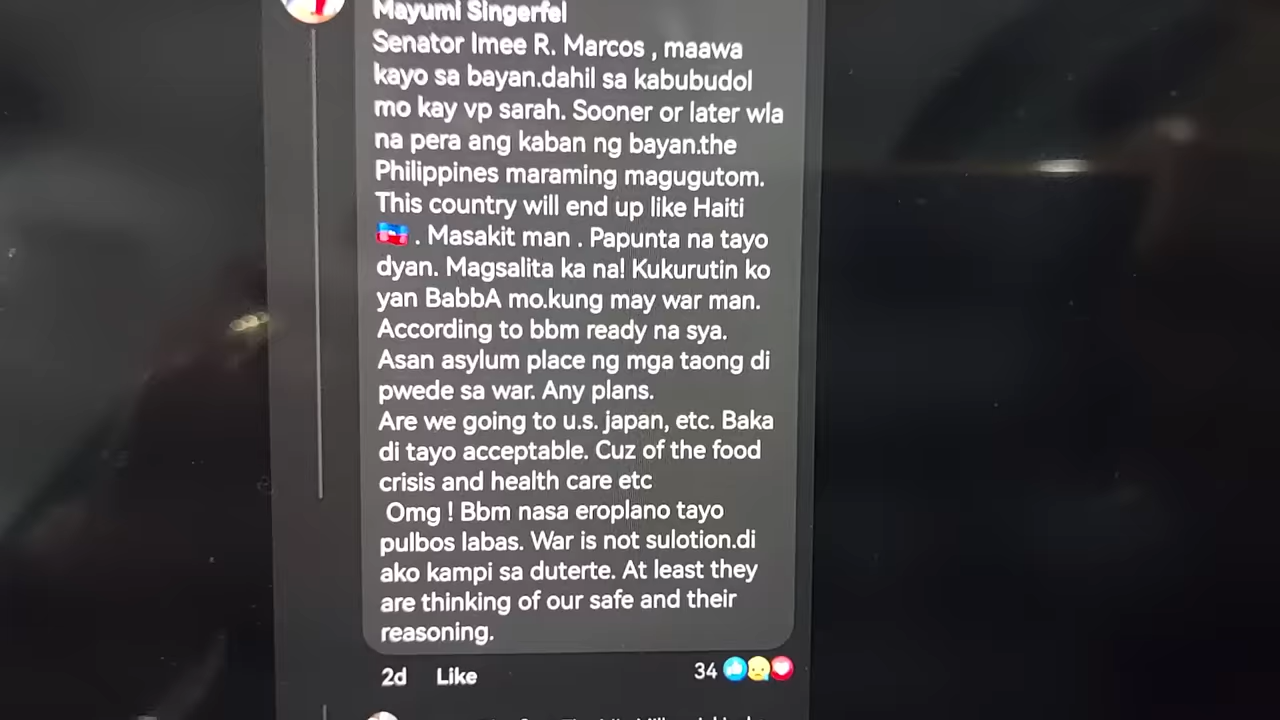 Mayumi Singerfel
Senator Imee R. Marcos , maawa
kayo sa bayan.dahil sa kabubudol
mo kay vp sarah. Sooner or later wla
na pera ang kaban ng bayan.the
Philippines maraming magugutom.
This country will end up like Haiti
🇭🇹 . Masakit man . Papunta na tayo
dyan. Magsalita ka na! Kukurutin ko
yan BabbA mo.kung may war man.
According to bbm ready na sya.
Asan asylum place ng mga taong di
pwede sa war. Any plans.
Are we going to u.s. japan, etc. Baka
di tayo acceptable. Cuz of the food
crisis and health care etc
Omg ! Bbm nasa eroplano tayo
pulbos labas. War is not sulotion.di
ako kampi sa duterte. At least they
are thinking of our safe and their
reasoning.
2d Like 34